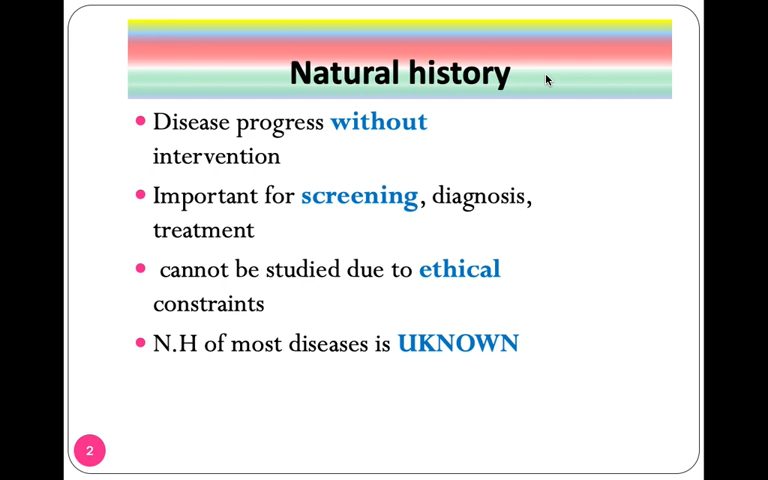 Natural history
Disease progress without
intervention
Important for screening, diagnosis,
treatment
cannot be studied due to ethical
constraints
N.H of most diseases is UKNOWN
2